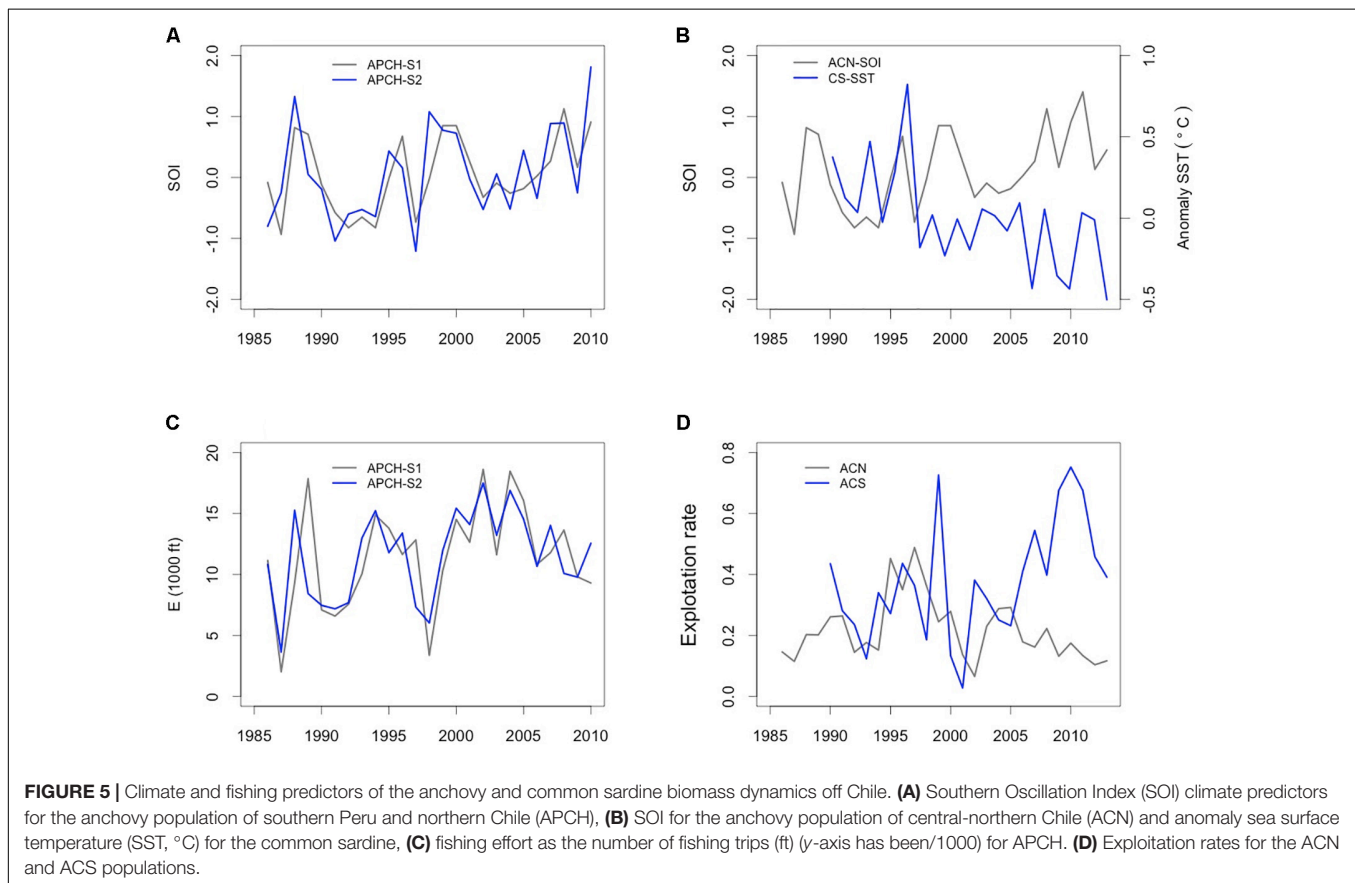 A
APCH-S1
APCH-S2
SOI
2.0
1.0
0.0
-1.0
-2.0
1985 1990 1995 2000 2005 2010
B
ACN-SOI
CS-SST
SOI
2.0
1.0
0.0
-1.0
-2.0
1.0
0.5
0.0
-0.5
Anomaly SST ( ° C )
1985 1990 1995 2000 2005 2010
C
APCH-S1
APCH-S2
E (1000 ft)
20
15
10
5
0
1985 1990 1995 2000 2005 2010
D
ACN
ACS
Explotation rate
0.8
0.6
0.4
0.2
0.0
1985 1990 1995 2000 2005 2010
FIGURE 5 | Climate and fishing predictors of the anchovy and common sardine biomass dynamics off Chile. (A) Southern Oscillation Index (SOI) climate predictors
for the anchovy population of southern Peru and northern Chile (APCH), (B) SOI for the anchovy population of central-northern Chile (ACN) and anomaly sea surface
temperature (SST, °C) for the common sardine, (C) fishing effort as the number of fishing trips (ft) (y-axis has been/1000) for APCH. (D) Exploitation rates for the ACN
and ACS populations.